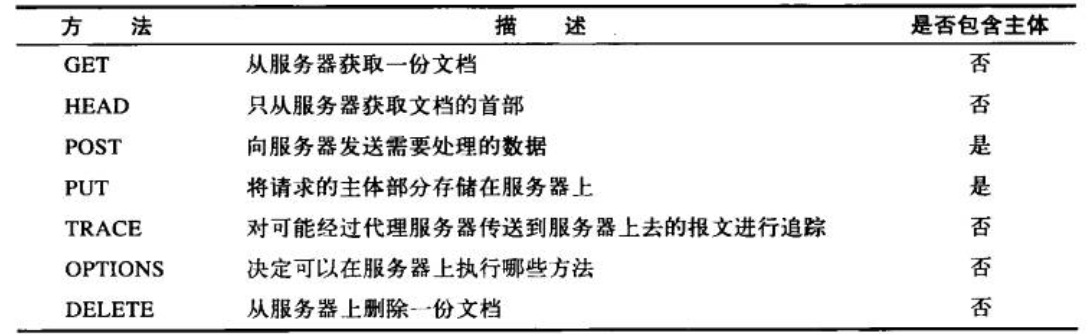 方 法 描 述 是否包含主体
GET 从服务器获取一份文档 否
HEAD 只从服务器获取文档的首部 否
POST 向服务器发送需要处理的数据 是
PUT 将请求的主体部分存储在服务器上 是
TRACE 对可能经过代理服务器传送到服务器上去的报文进行追踪 否
OPTIONS 决定可以在服务器上执行哪些方法 否
DELETE 从服务器上删除一份文档 否